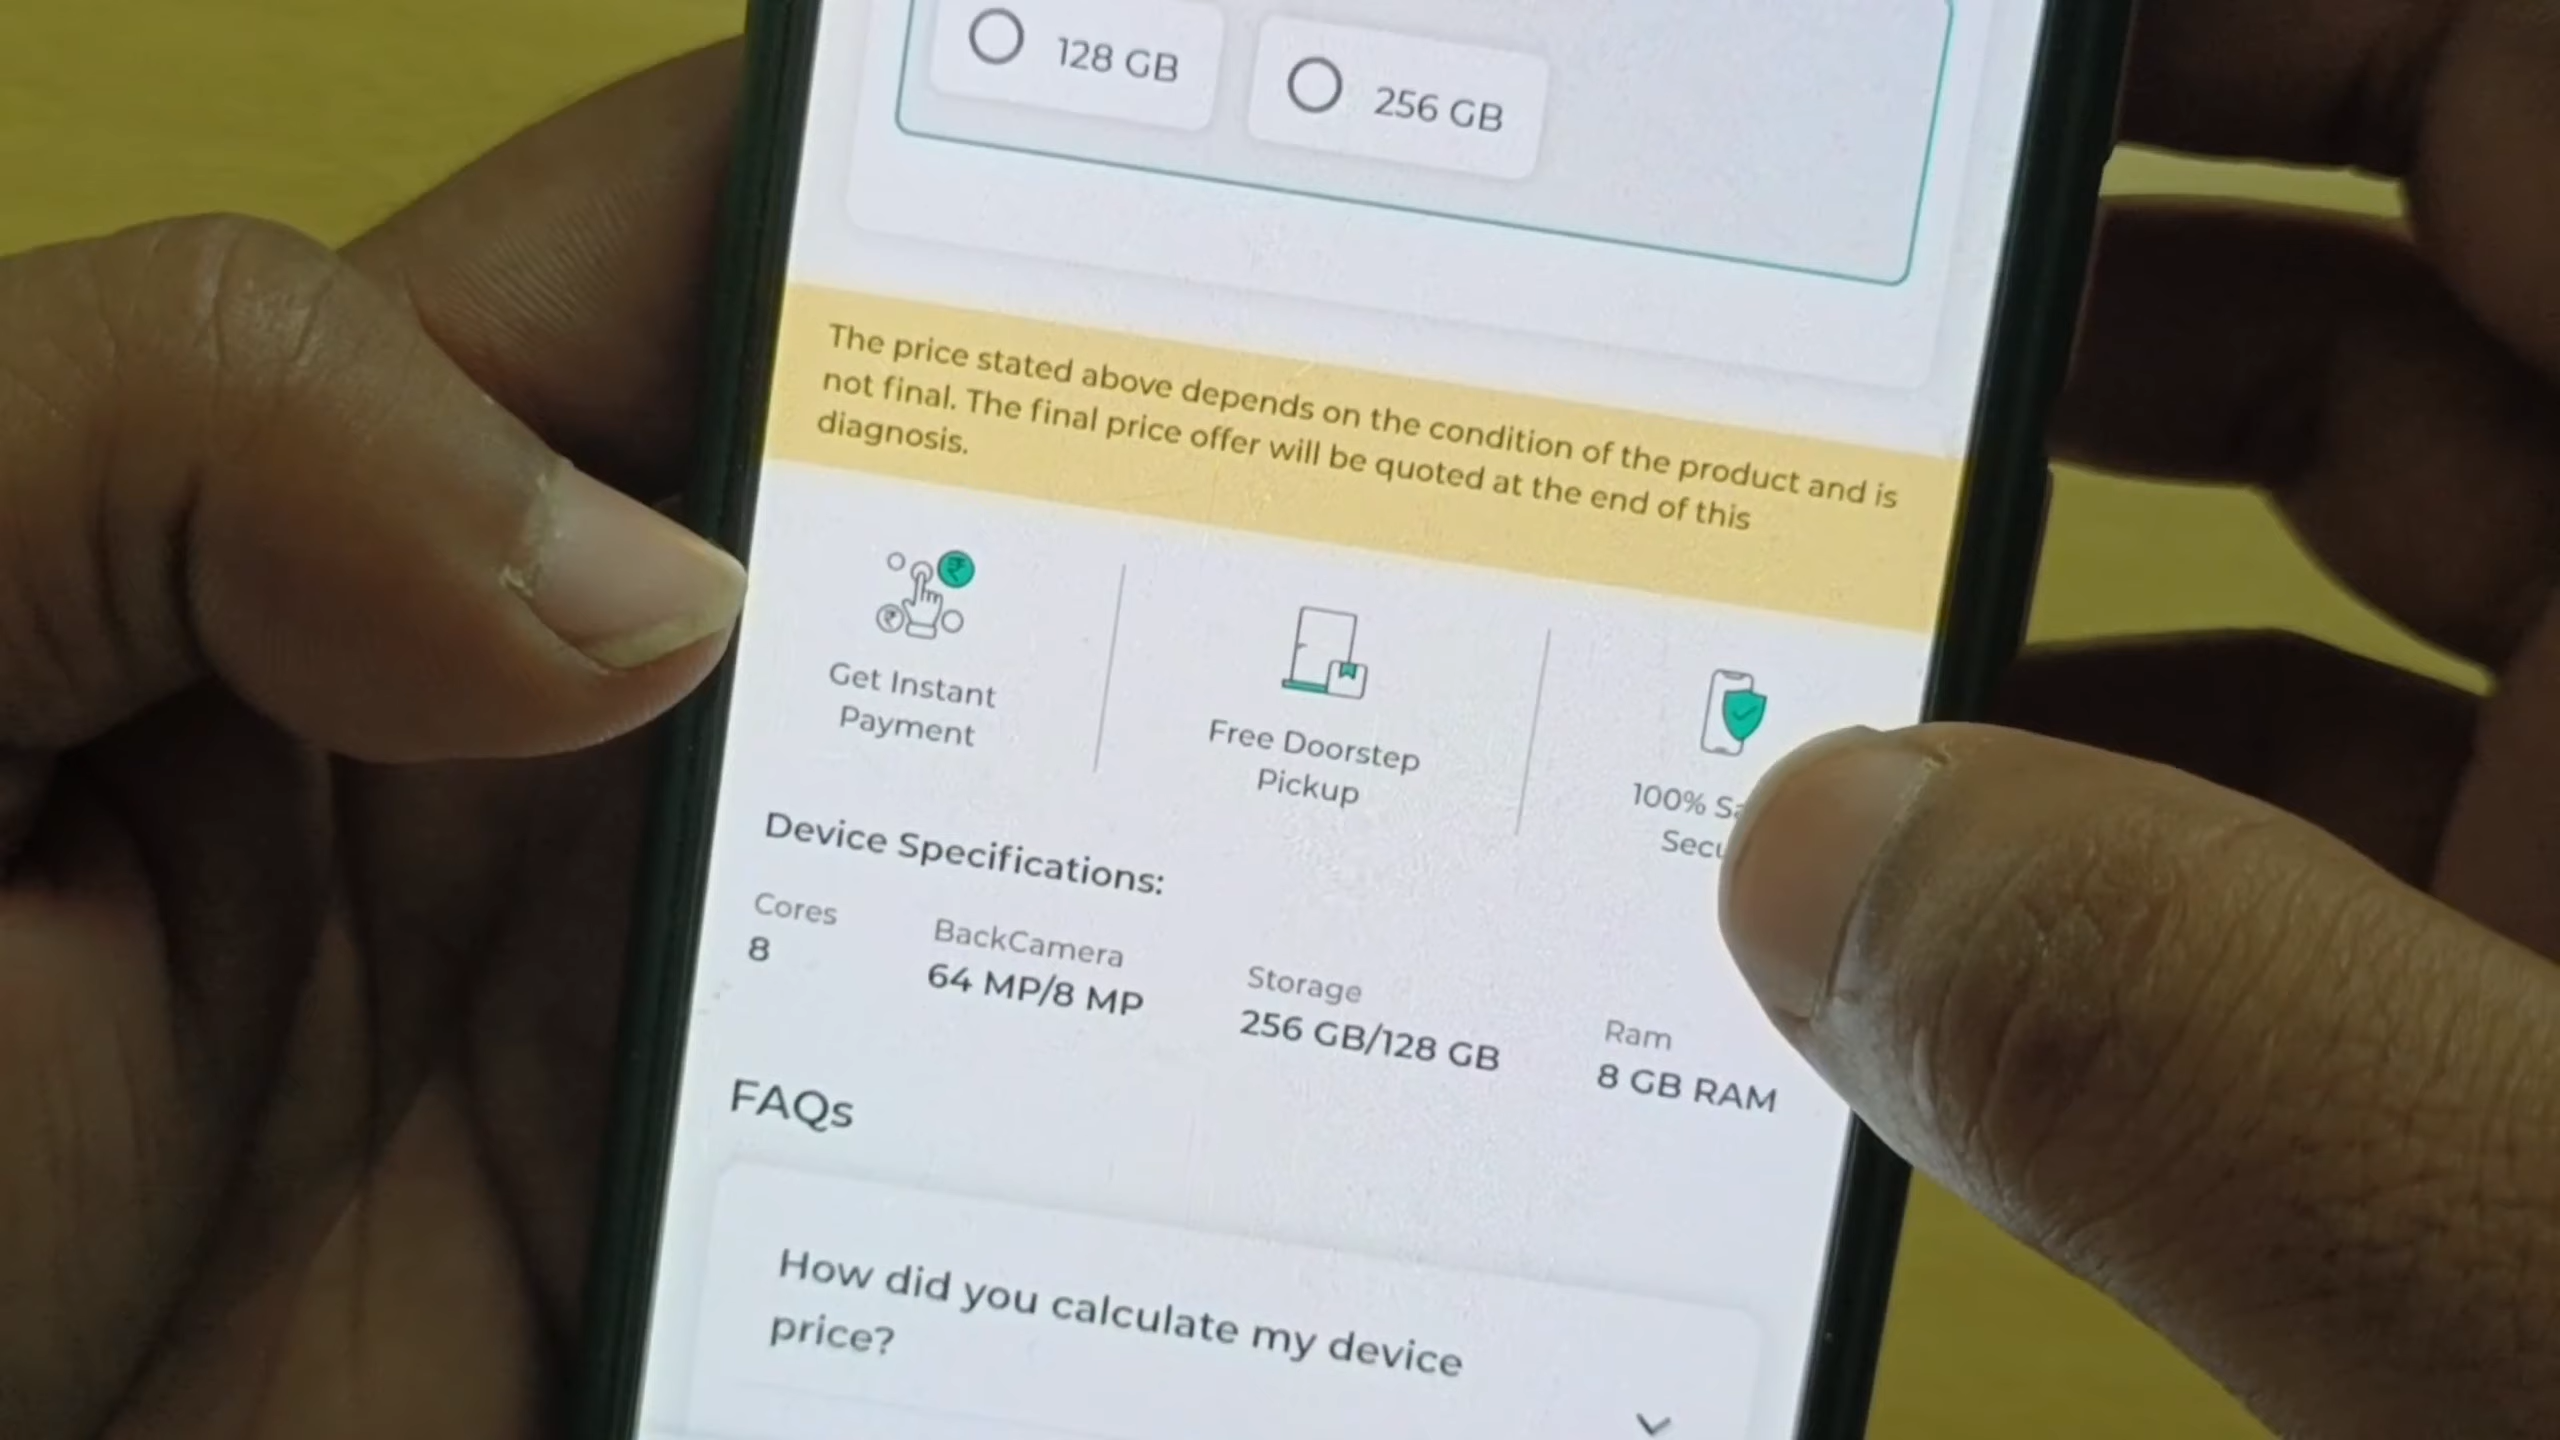 128 GB
256 GB
The price stated above depends on the condition of the product and is
not final. The final price offer will be quoted at the end of this
diagnosis.
Get Instant
Payment
Free Doorstep
Pickup
100%
Device Specifications:
Cores
8
BackCamera
64 MP/8 MP
Storage
256 GB/128 GB
Ram
8 GB RAM
FAQs
How did you calculate my device
price?